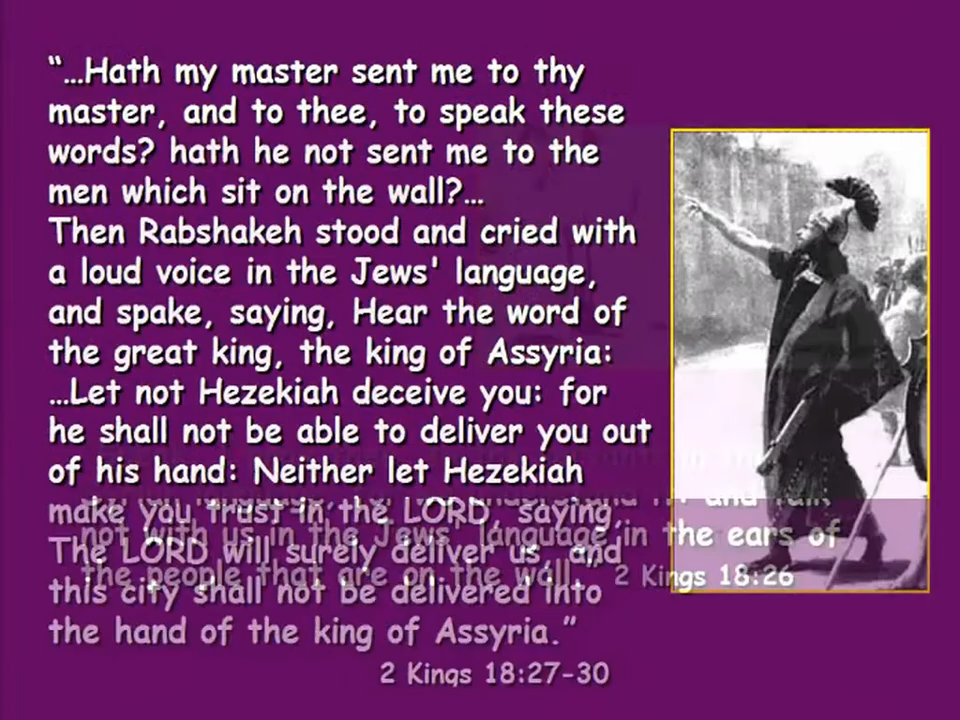 “…Hath my master sent me to thy
master, and to thee, to speak these
words? hath he not sent me to the
men which sit on the wall?…
Then Rabshakeh stood and cried with
a loud voice in the Jews' language,
and spake, saying, Hear the word of
the great king, the king of Assyria:
…Let not Hezekiah deceive you: for
he shall not be able to deliver you out
of his hand: Neither let Hezekiah
make you trust in the LORD, saying,
The LORD will surely deliver us, and
this city shall not be delivered into
the hand of the king of Assyria.”
2 Kings 18:27-30
language, for understand it: and talk
not with us in the Jews' language in the ears of
the people that are on the wall.” 2 Kings 18:26